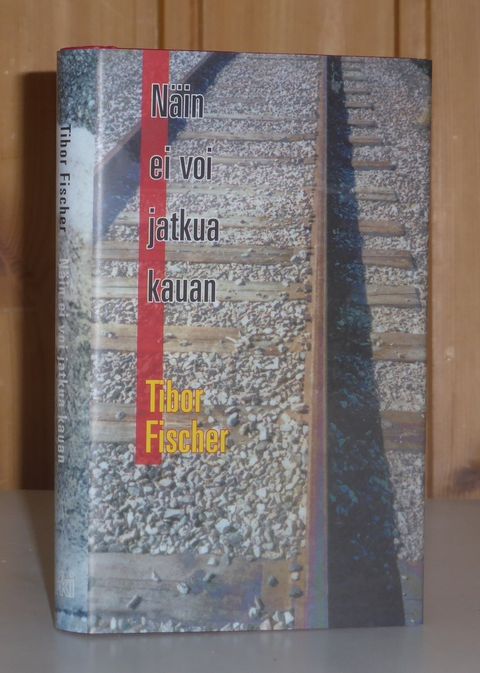 Näin
ei voi
jatkua
kauan
Tibor
Fischer
Tibor Fischer Näin ei voi jatkua kauan